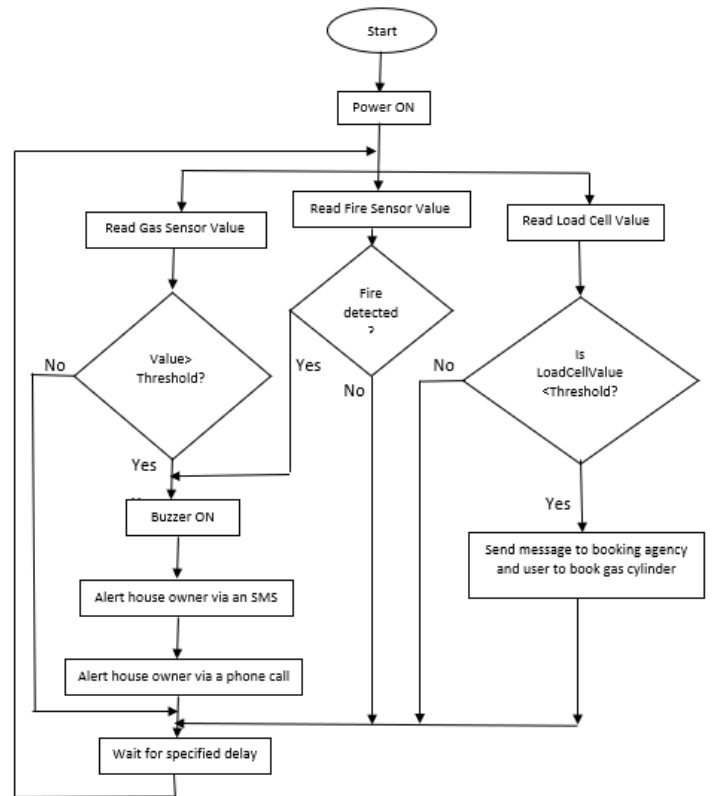 Start
Power ON
Read Gas Sensor Value
Read Fire Sensor Value
Read Load Cell Value
Value>
Threshold?
Fire
detected
?
Is
LoadCellValue
<Threshold?
No
Yes
No
No
Yes
Yes
Buzzer ON
Send message to booking agency
and user to book gas cylinder
Alert house owner via an SMS
Alert house owner via a phone call
Wait for specified delay